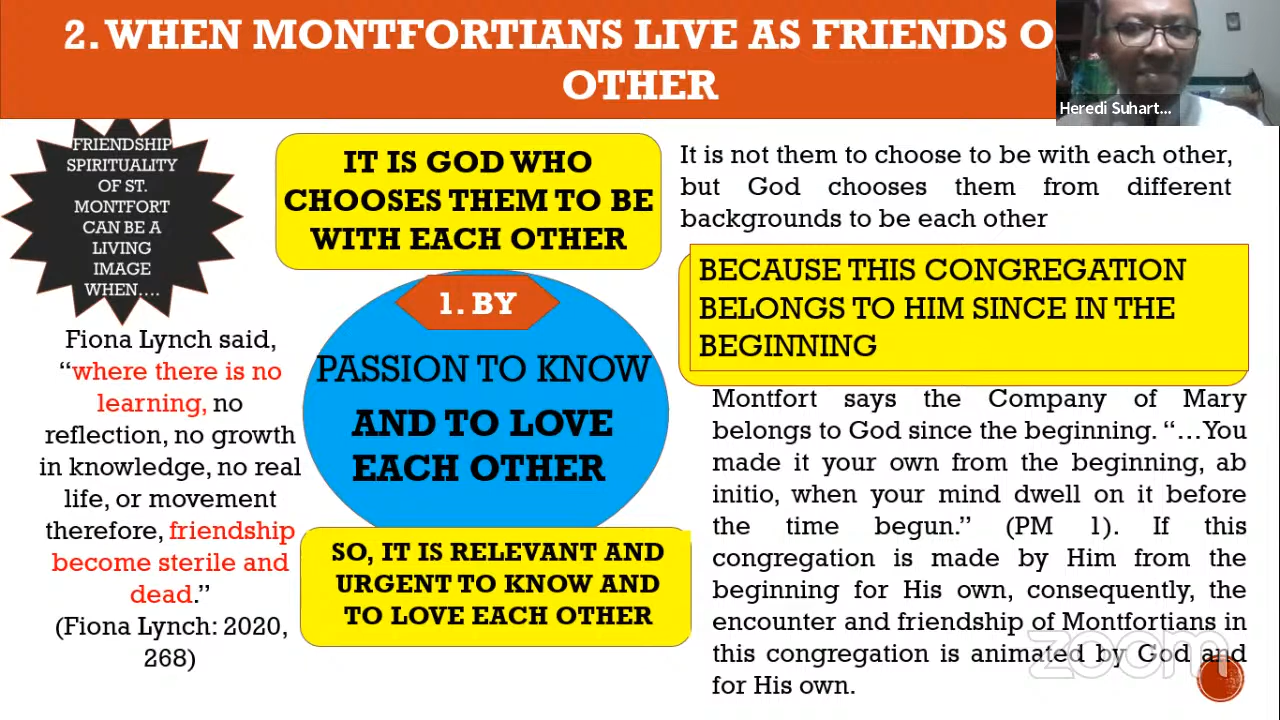 2. WHEN MONTFORTIANS LIVE AS FRIENDS O
OTHER
Heredi Suhart...
FRIENDSHIP
SPIRITUALITY
OF ST.
MONTFORT
CAN BE A
LIVING
IMAGE
WHEN....
Fiona Lynch said,
“where there is no
learning, no
reflection, no growth
in knowledge, no real
life, or movement
therefore, friendship
become sterile and
dead.”
(Fiona Lynch: 2020,
268)
IT IS GOD WHO
CHOOSES THEM TO BE
WITH EACH OTHER
1. BY
PASSION TO KNOW
AND TO LOVE
EACH OTHER
SO, IT IS RELEVANT AND
URGENT TO KNOW AND
TO LOVE EACH OTHER
It is not them to choose to be with each other,
but God chooses them from different
backgrounds to be each other
BECAUSE THIS CONGREGATION
BELONGS TO HIM SINCE IN THE
BEGINNING
Montfort says the Company of Mary
belongs to God since the beginning. “…You
made it your own from the beginning, ab
initio, when your mind dwell on it before
the time begun.” (PM 1). If this
congregation is made by Him from the
beginning for His own, consequently, the
encounter and friendship of Montfortians in
this congregation is animated by God and
for His own.
zoom